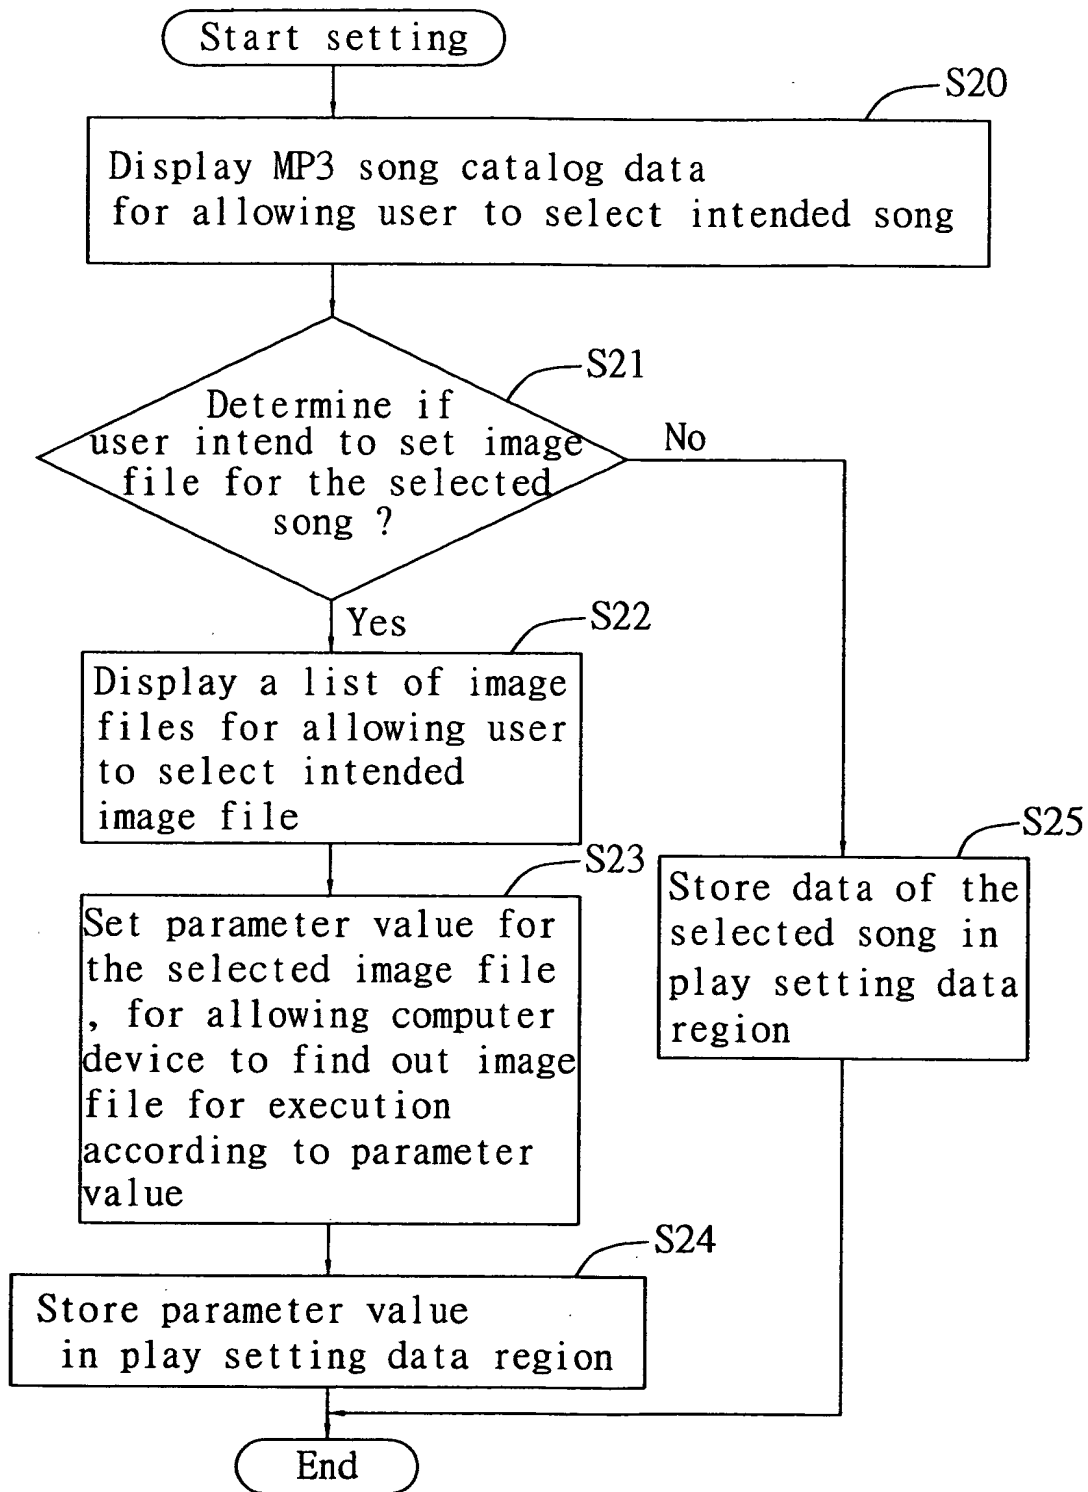 Start setting
S20
Display MP3 song catalog data
for allowing user to select intended song
S21
Determine if
user intend to set image
file for the selected
song ?
No
Yes
S22
Display a list of image
files for allowing user
to select intended
image file
S23
Set parameter value for
the selected image file
, for allowing computer
device to find out image
file for execution
according to parameter
value
S25
Store data of the
selected song in
play setting data
region
S24
Store parameter value
in play setting data region
End